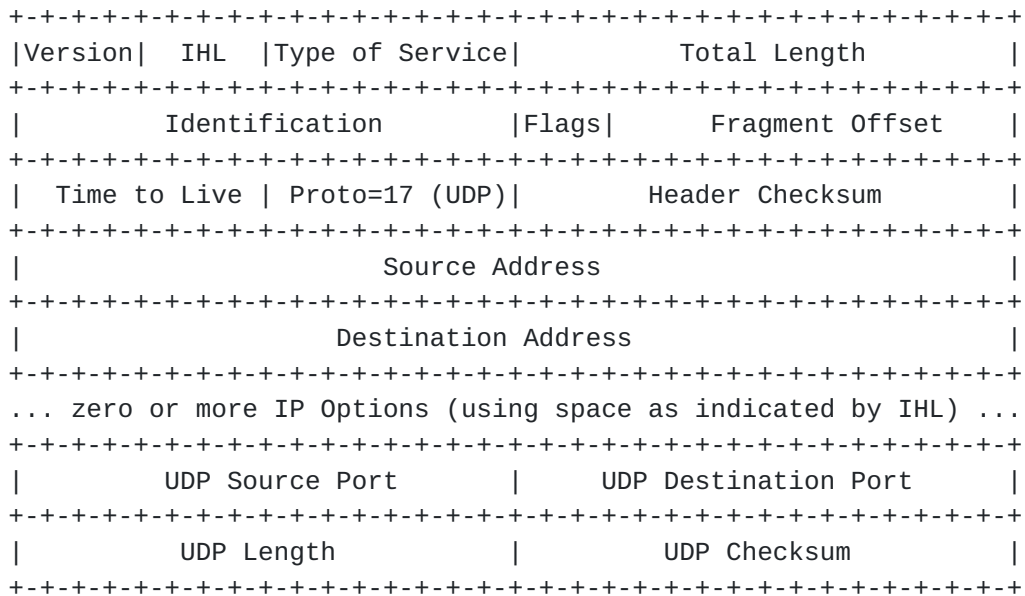 +-+-+-+-+-+-+-+-+-+-+-+-+-+-+-+-+-+-+-+-+-+-+-+-+-+-+-+-+-+-+-+-+
|Version|  IHL  |Type of Service|          Total Length         |
+-+-+-+-+-+-+-+-+-+-+-+-+-+-+-+-+-+-+-+-+-+-+-+-+-+-+-+-+-+-+-+-+
|         Identification        |Flags|      Fragment Offset    |
+-+-+-+-+-+-+-+-+-+-+-+-+-+-+-+-+-+-+-+-+-+-+-+-+-+-+-+-+-+-+-+-+
|  Time to Live | Proto=17 (UDP)|        Header Checksum        |
+-+-+-+-+-+-+-+-+-+-+-+-+-+-+-+-+-+-+-+-+-+-+-+-+-+-+-+-+-+-+-+-+
|                       Source Address                          |
+-+-+-+-+-+-+-+-+-+-+-+-+-+-+-+-+-+-+-+-+-+-+-+-+-+-+-+-+-+-+-+-+
|                    Destination Address                        |
+-+-+-+-+-+-+-+-+-+-+-+-+-+-+-+-+-+-+-+-+-+-+-+-+-+-+-+-+-+-+-+-+
... zero or more IP Options (using space as indicated by IHL) ...
+-+-+-+-+-+-+-+-+-+-+-+-+-+-+-+-+-+-+-+-+-+-+-+-+-+-+-+-+-+-+-+-+
|         UDP Source Port       |     UDP Destination Port      |
+-+-+-+-+-+-+-+-+-+-+-+-+-+-+-+-+-+-+-+-+-+-+-+-+-+-+-+-+-+-+-+-+
|          UDP Length           |         UDP Checksum          |
+-+-+-+-+-+-+-+-+-+-+-+-+-+-+-+-+-+-+-+-+-+-+-+-+-+-+-+-+-+-+-+-+